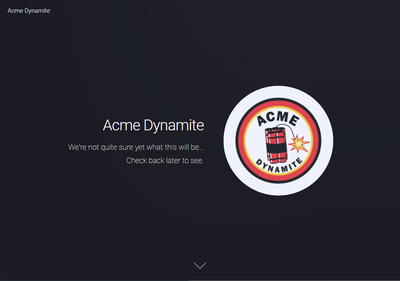 Acme Dynamite
Acme Dynamite
We're not quite sure yet what this will be...
Check back later to see.
ACME
DYNAMITE